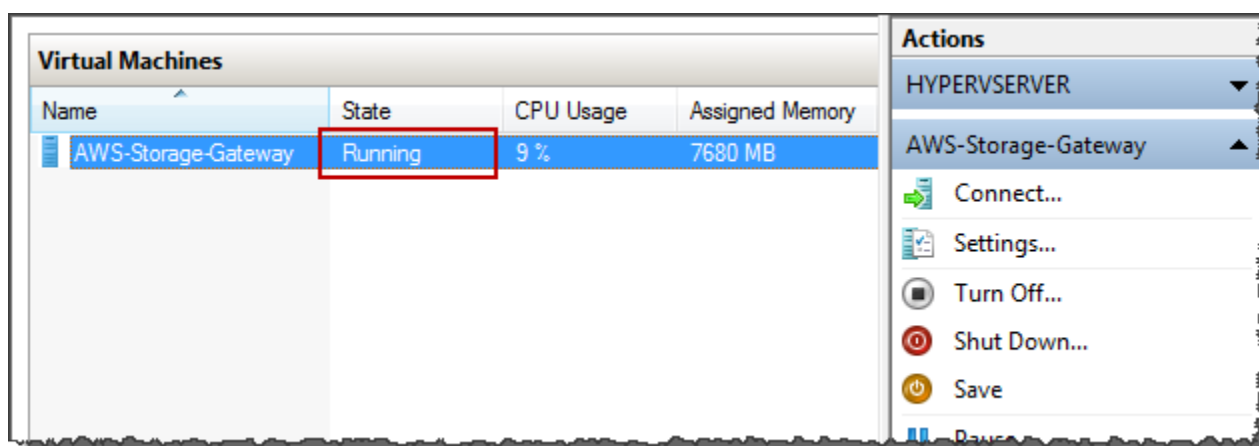 Virtual Machines
Name State CPU Usage Assigned Memory
AWS-Storage-Gateway Running 9 % 7680 MB
Actions
HYPERVSERVER
AWS-Storage-Gateway
Connect...
Settings...
Turn Off...
Shut Down...
Save
Pause